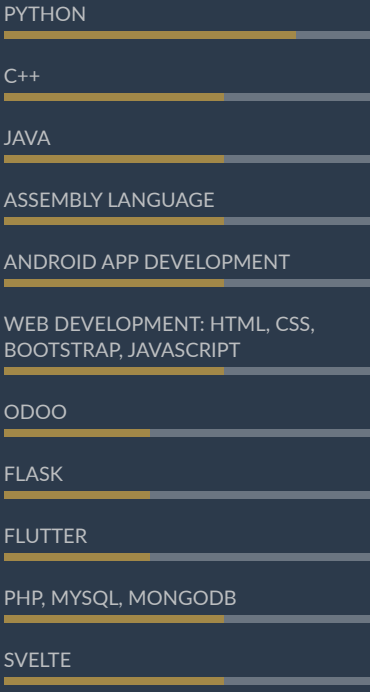 PYTHON
C++
JAVA
ASSEMBLY LANGUAGE
ANDROID APP DEVELOPMENT
WEB DEVELOPMENT: HTML, CSS,
BOOTSTRAP, JAVASCRIPT
ODOO
FLASK
FLUTTER
PHP, MYSQL, MONGODB
SVELTE